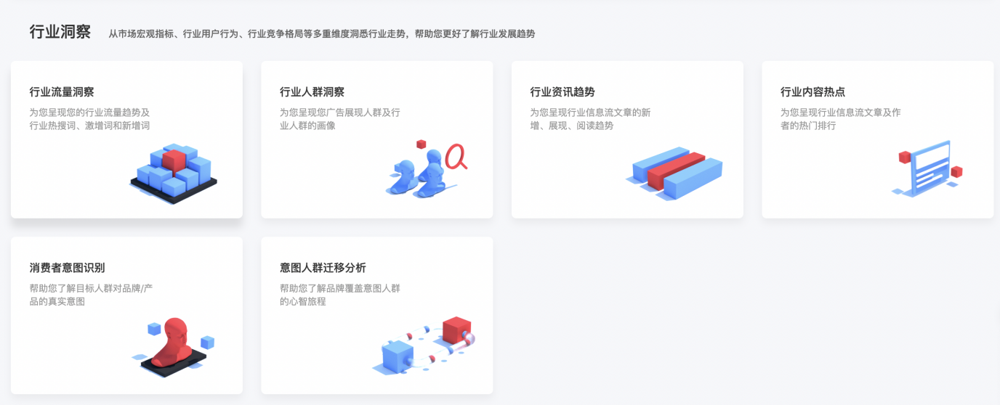 行业洞察 从市场宏观指标、行业用户行为、行业竞争格局等多重维度洞悉行业走势，帮助您更好了解行业发展趋势
行业流量洞察
为您呈现您的行业流量趋势及
行业热搜词、激增词和新增词
行业人群洞察
为您呈现您广告展现人群及行
业人群的画像
行业资讯趋势
为您呈现行业信息流文章的新
增、展现、阅读趋势
行业内容热点
为您呈现行业信息流文章及作
者的热门排行
消费者意图识别
帮助您了解目标人群对品牌/产
品的真实意图
意图人群迁移分析
帮助您了解品牌覆盖意图人群
的心智旅程